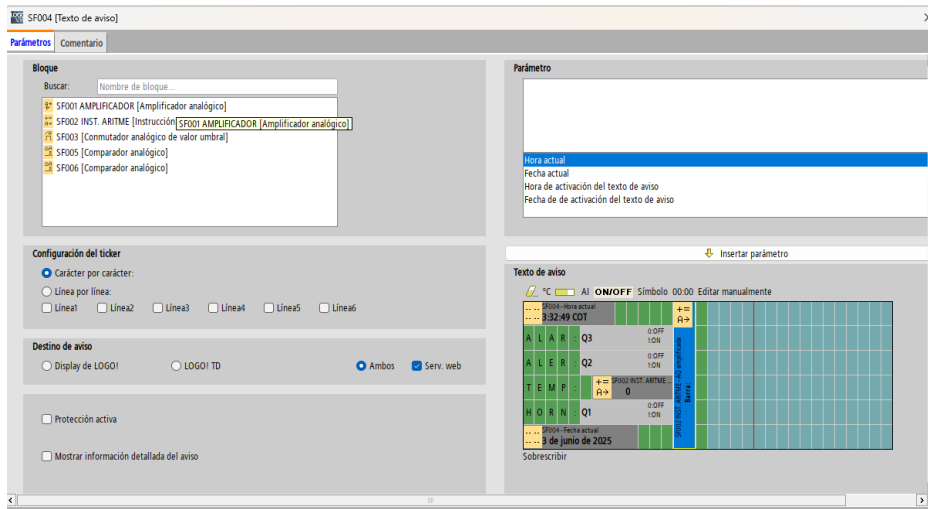 SF004 [Texto de aviso]
Parámetros Comentario
Bloque
Buscar: Nombre de bloque...
SF001 AMPLIFICADOR [Amplificador analógico]
SF002 INST. ARITME [Instrucción
SF001 AMPLIFICADOR [Amplificador analógico]
SF003 [Conmutador analógico de valor umbral]
SF005 [Comparador analógico]
SF006 [Comparador analógico]
Parámetro
Hora actual
Fecha actual
Hora de activación del texto de aviso
Fecha de de activación del texto de aviso
Configuración del ticker
Carácter por carácter:
Línea por línea:
Línea1 Línea2 Línea3 Línea4 Línea5 Línea6
Destino de aviso
Display de LOGO! LOGO! TD Ambos Serv. web
Protección activa
Mostrar información detallada del aviso
Insertar parámetro
Texto de aviso
°C AI ON/OFF Símbolo 00:00 Editar manualmente
SF004 - Hora actual
3:32:49 COT
A L A R : Q3 0:OFF
1:ON
A L E R : Q2 0:OFF
1:ON
T E M P : SF002 INST. ARITME ...
0
H O R N : Q1 0:OFF
1:ON
SF004 - Fecha actual
3 de junio de 2025
SF002 INST. ARITME - AQ amplificada
Barra:
Sobrescribir